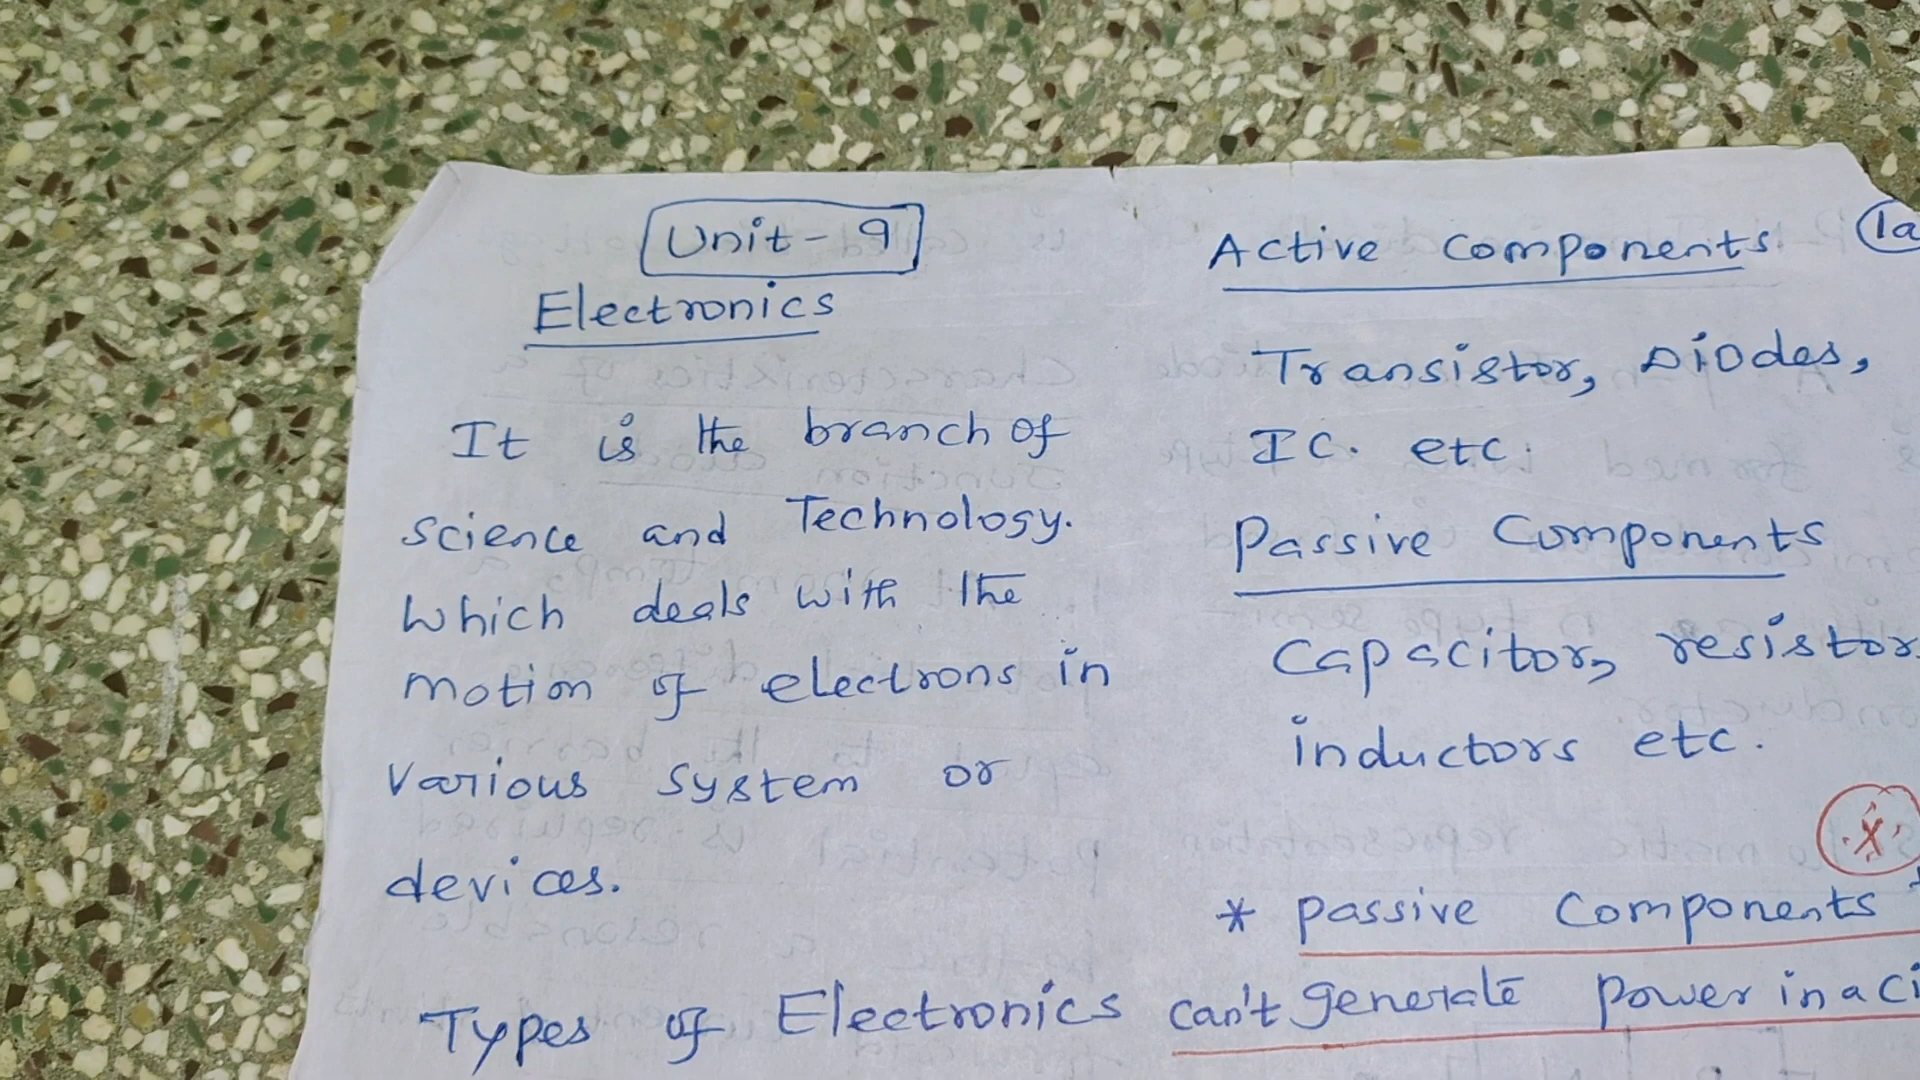 Unit-9
Electronics
It is the branch of
science and Technology.
which deals with the
motion of electrons in
various system or
devices.
Types of Electronics
Active Components
Transistor, Diodes,
IC. etc.
Passive Components
Capacitor, resistor
inductors etc.
* Passive Components
can't generate power in a ci